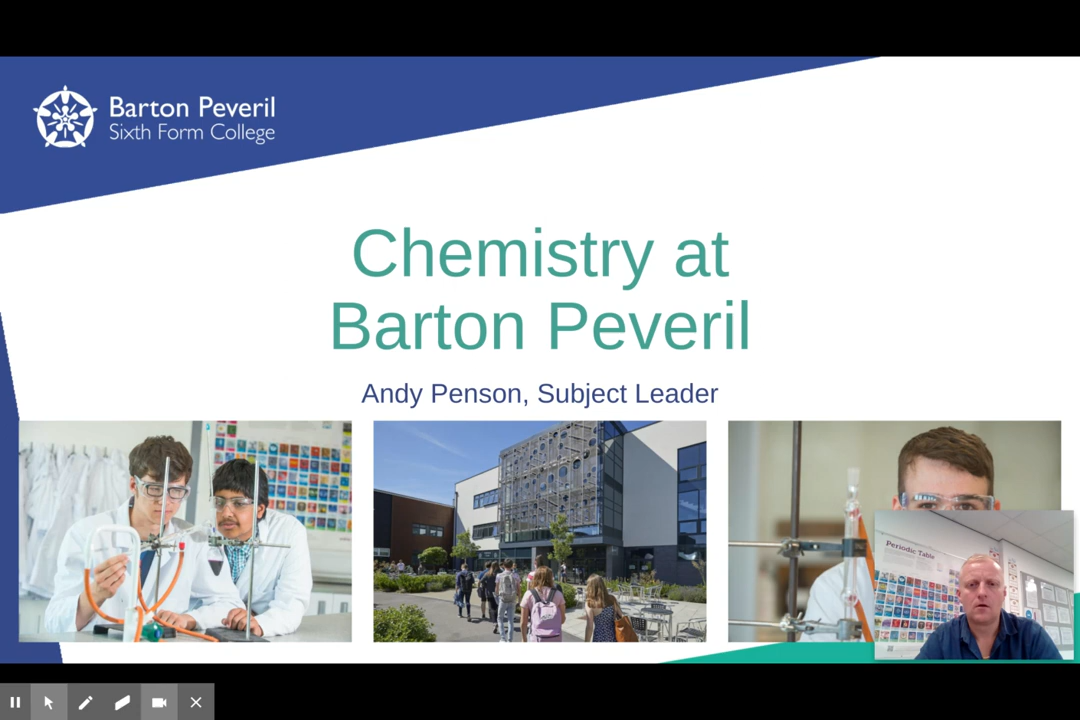 Barton Peveril
Sixth Form College
Chemistry at
Barton Peveril
Andy Penson, Subject Leader
Periodic Table